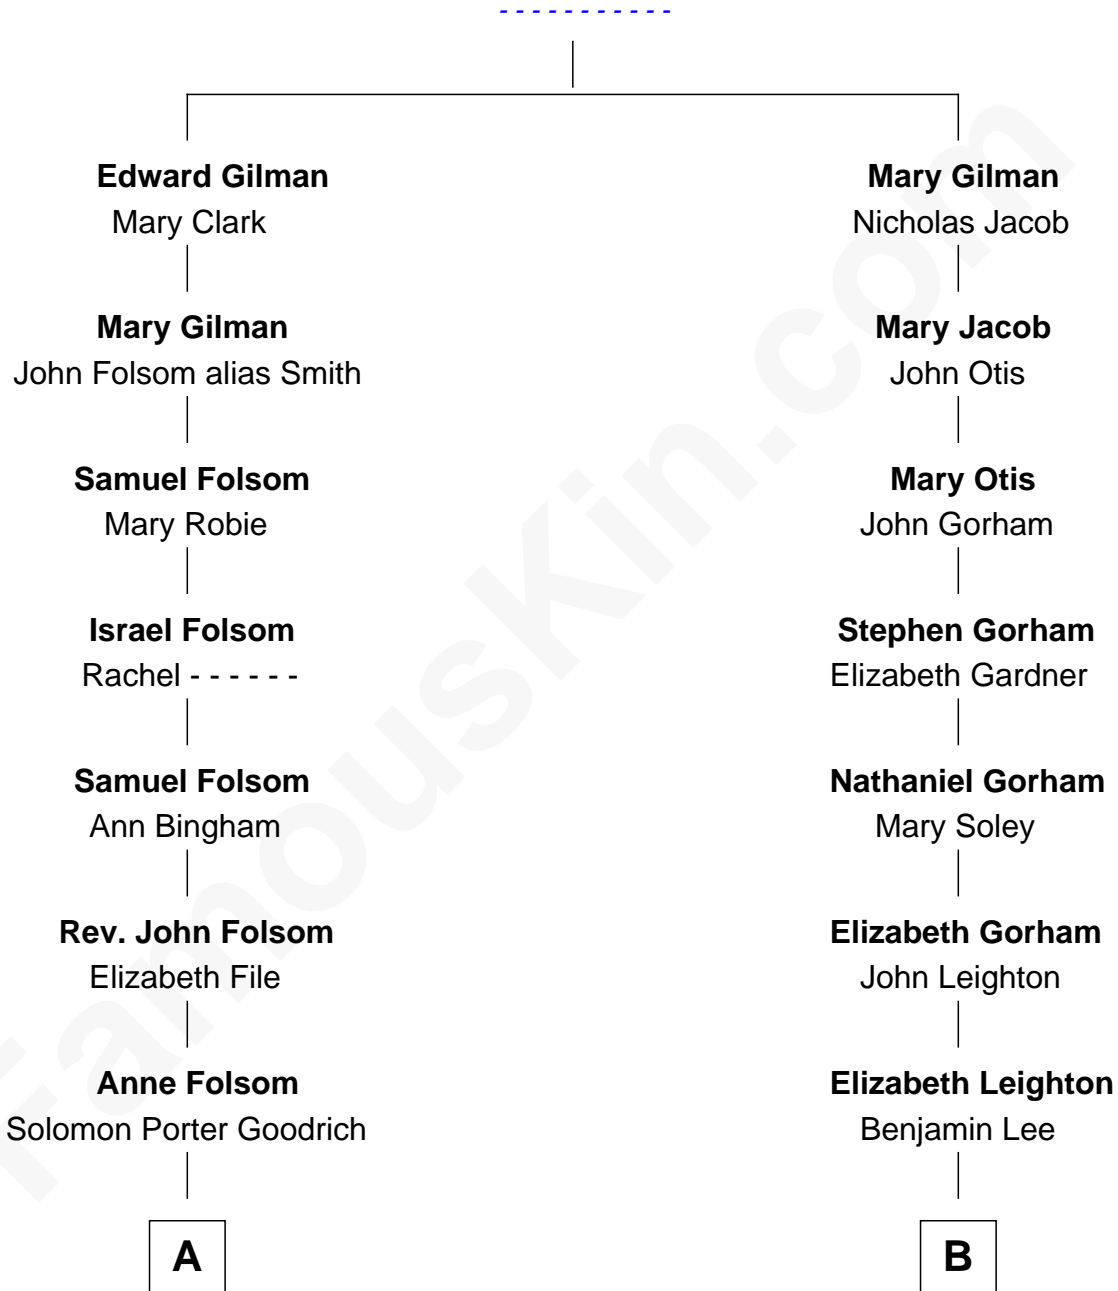 - - - - - - - - - - -
Edward Gilman
Mary Clark
Mary Gilman
John Folsom alias Smith
Samuel Folsom
Mary Robie
Israel Folsom
Rachel - - - - - -
Samuel Folsom
Ann Bingham
Rev. John Folsom
Elizabeth File
Anne Folsom
Solomon Porter Goodrich
A
Mary Gilman
Nicholas Jacob
Mary Jacob
John Otis
Mary Otis
John Gorham
Stephen Gorham
Elizabeth Gardner
Nathaniel Gorham
Mary Soley
Elizabeth Gorham
John Leighton
Elizabeth Leighton
Benjamin Lee
B
FamousKin.com